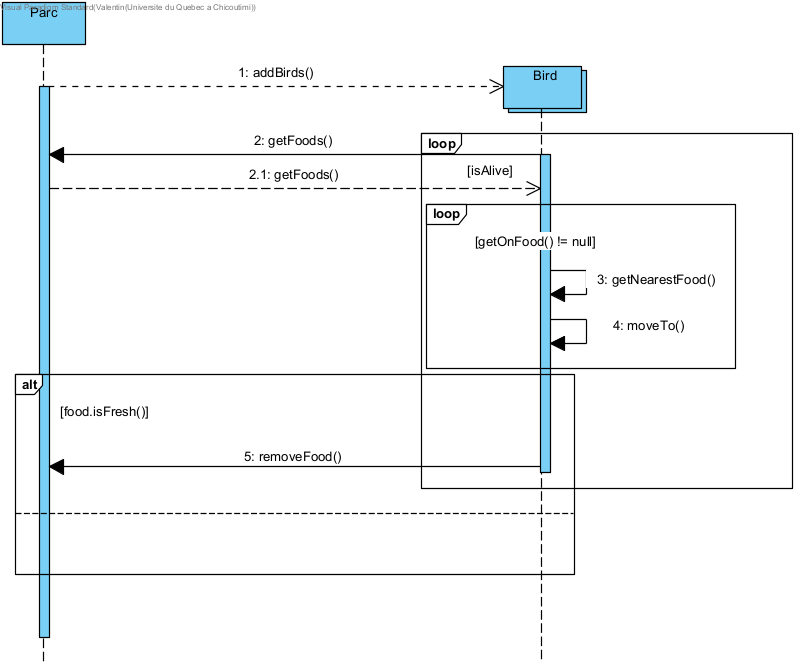 Visual Paradigm Standard(Valentin(Universite du Quebec a Chicoutimi))
Parc
1: addBirds()
Bird
loop
2: getFoods()
[isAlive]
2.1: getFoods()
loop
[getOnFood() != null]
3: getNearestFood()
4: moveTo()
alt
[food.isFresh()]
5: removeFood()